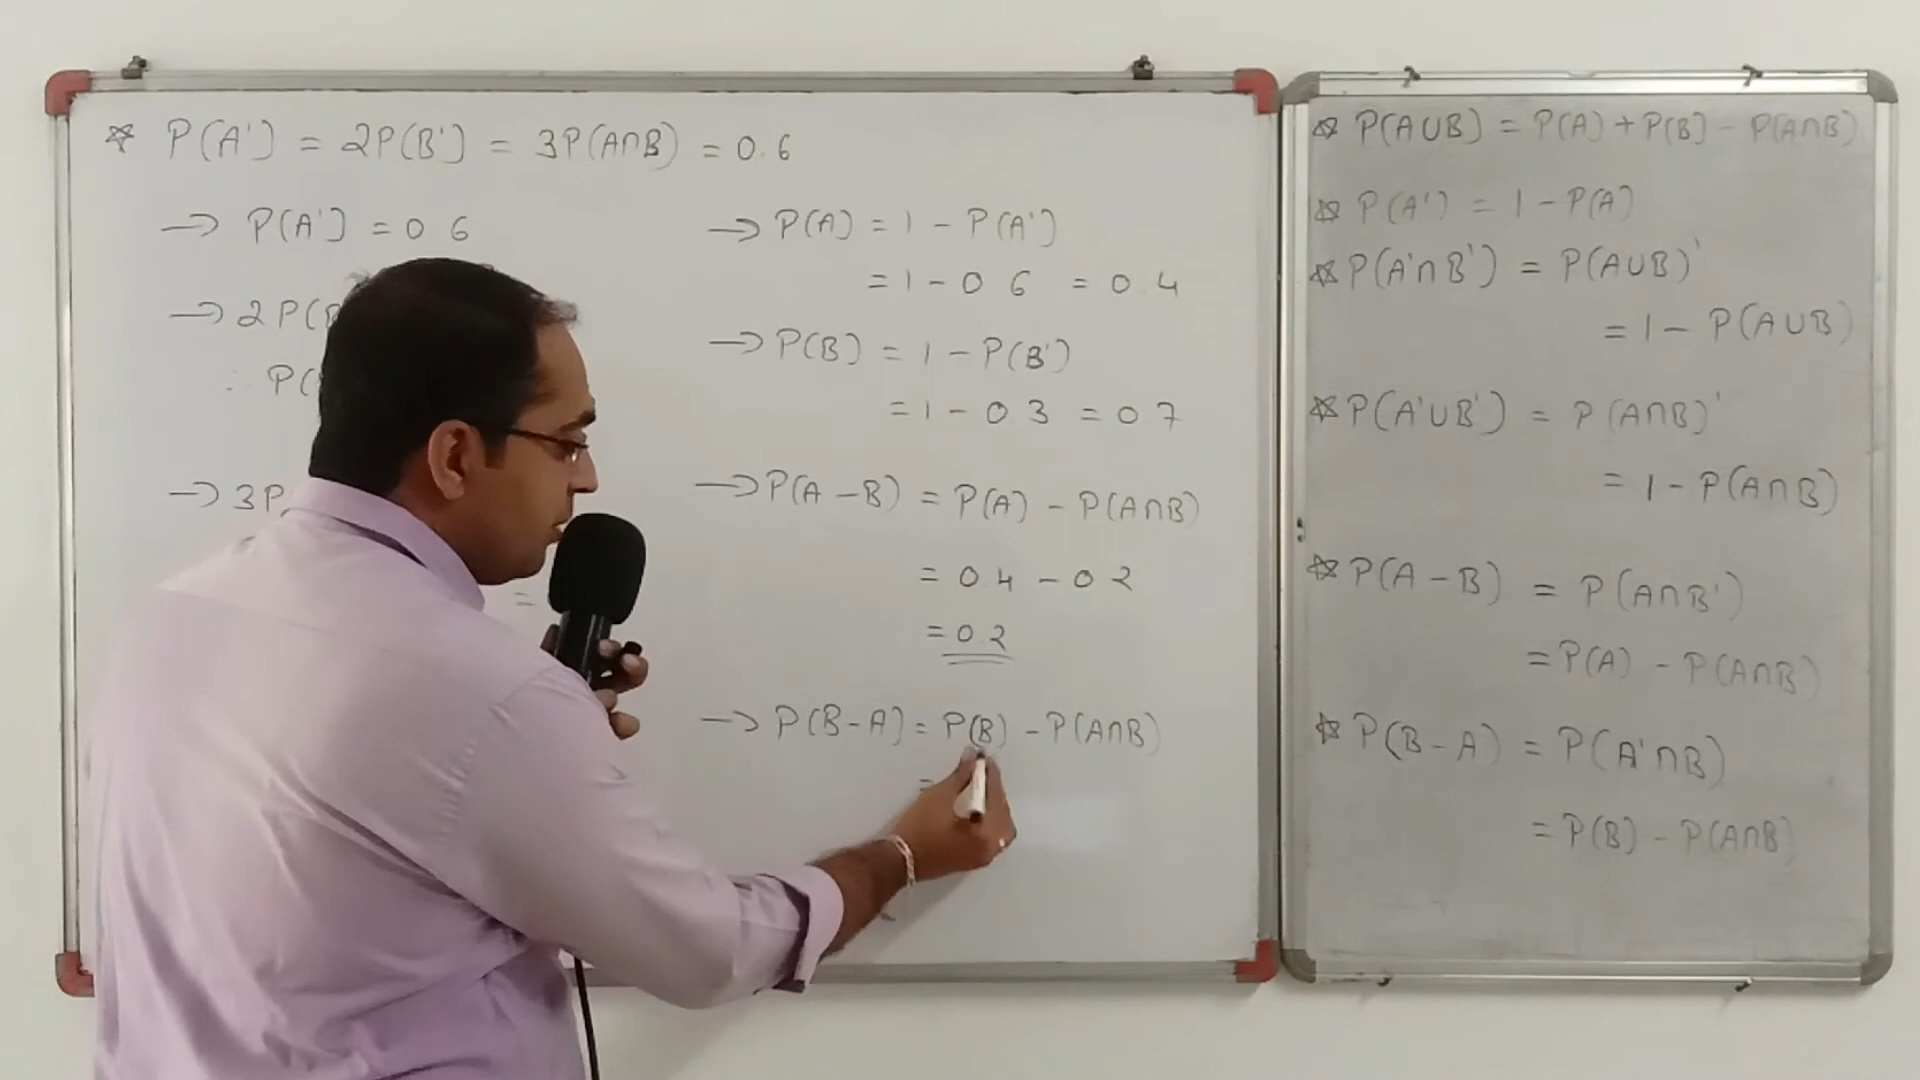 ☆ P(A') = 2P(B') = 3P(A∩B) = 0.6
→ P(A') = 0 6
→ 2P(
∴ P(
→ 3P
=
→ P(A) = 1 - P(A')
= 1 - 0 6 = 0.4
→ P(B) = 1 - P(B')
= 1 - 0.3 = 0 7
→ P(A - B) = P(A) - P(A∩B)
= 0.4 - 0 2
= 0.2
→ P(B - A) = P(B) - P(A∩B)
=
☆ P(A∪B) = P(A) + P(B) - P(A∩B)
☆ P(A') = 1 - P(A)
☆ P(A'∩B') = P(A∪B)'
= 1 - P(A∪B)
☆ P(A'∪B') = P(A∩B)'
= 1 - P(A∩B)
☆ P(A - B) = P(A∩B')
= P(A) - P(A∩B)
☆ P(B - A) = P(A'∩B)
= P(B) - P(A∩B)